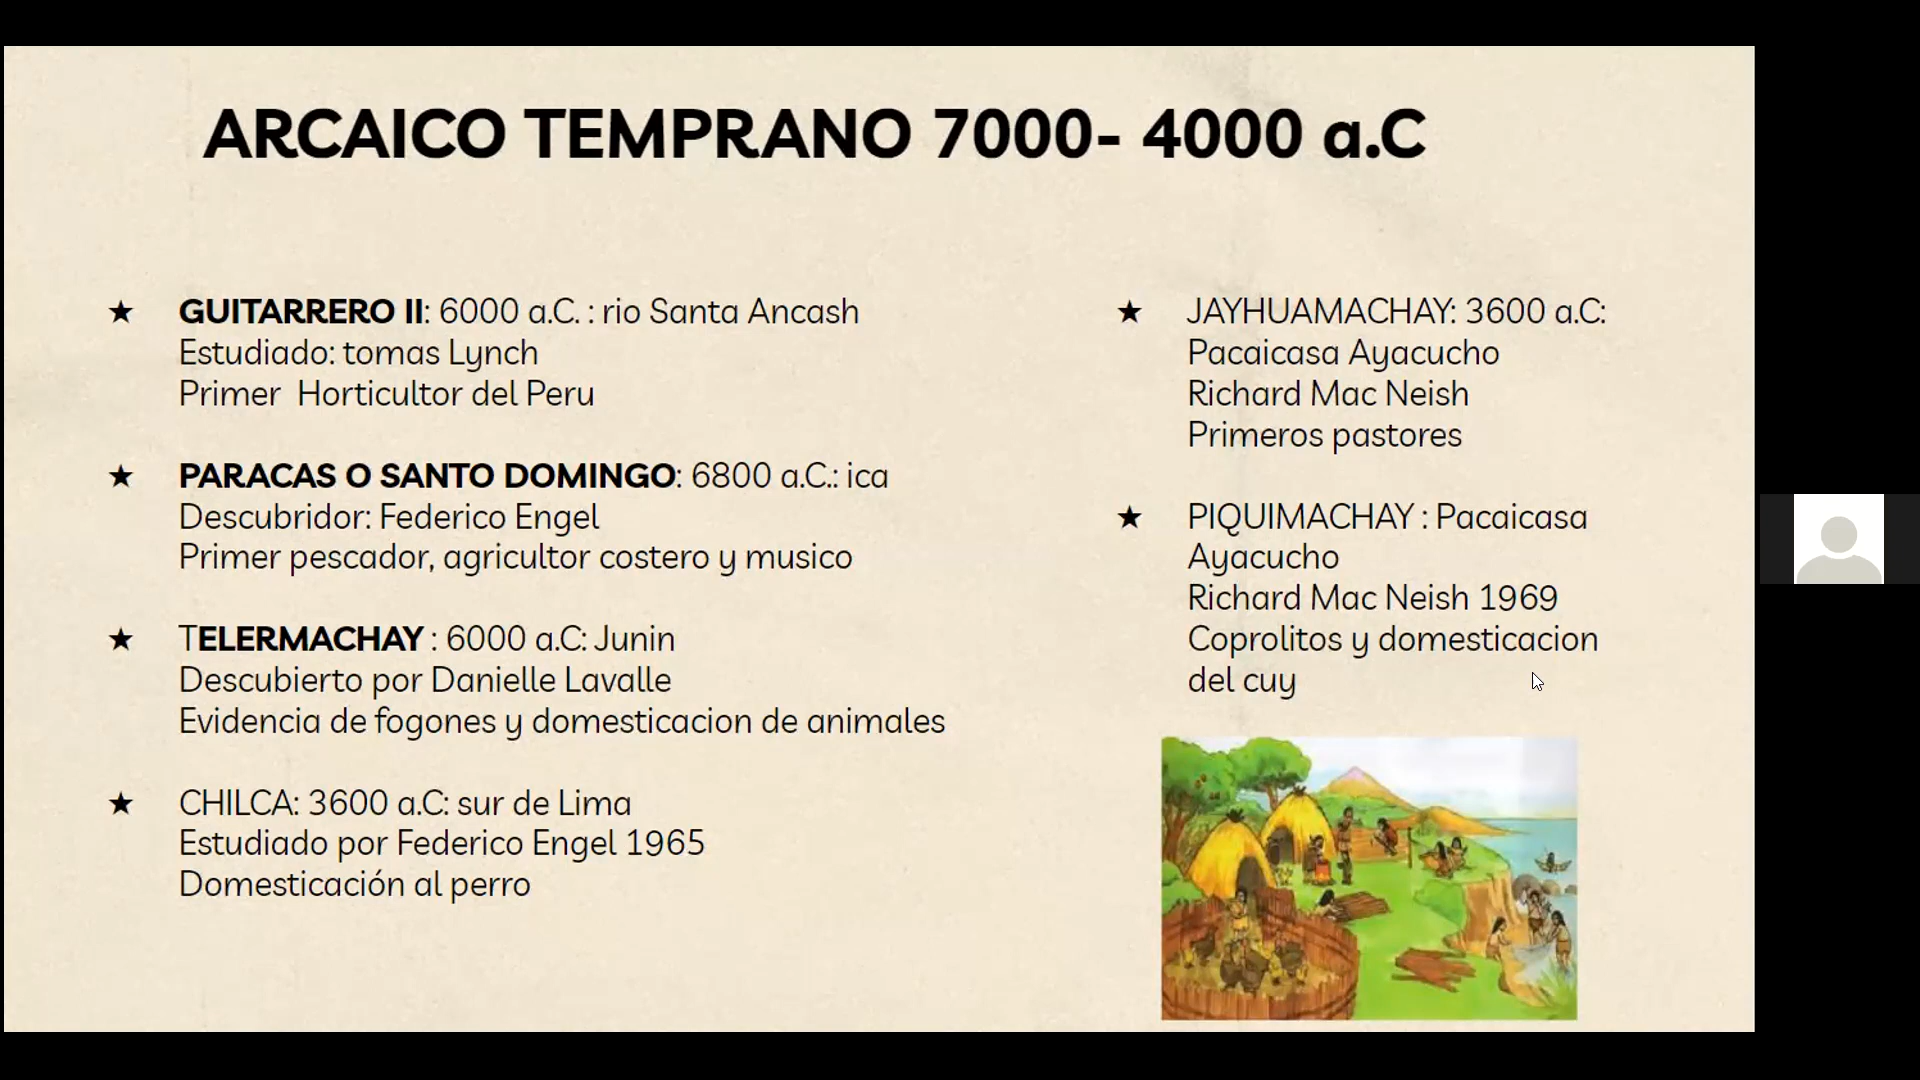 ARCAICO TEMPRANO 7000- 4000 a.C
★ GUITARRERO II: 6000 a.C. : rio Santa Ancash
Estudiado: tomas Lynch
Primer  Horticultor del Peru
★ PARACAS O SANTO DOMINGO: 6800 a.C.: ica
Descubridor: Federico Engel
Primer pescador, agricultor costero y musico
★ TELERMACHAY : 6000 a.C: Junin
Descubierto por Danielle Lavalle
Evidencia de fogones y domesticacion de animales
★ CHILCA: 3600 a.C: sur de Lima
Estudiado por Federico Engel 1965
Domesticación al perro
★ JAYHUAMACHAY: 3600 a.C:
Pacaicasa Ayacucho
Richard Mac Neish
Primeros pastores
★ PIQUIMACHAY : Pacaicasa
Ayacucho
Richard Mac Neish 1969
Coprolitos y domesticacion
del cuy